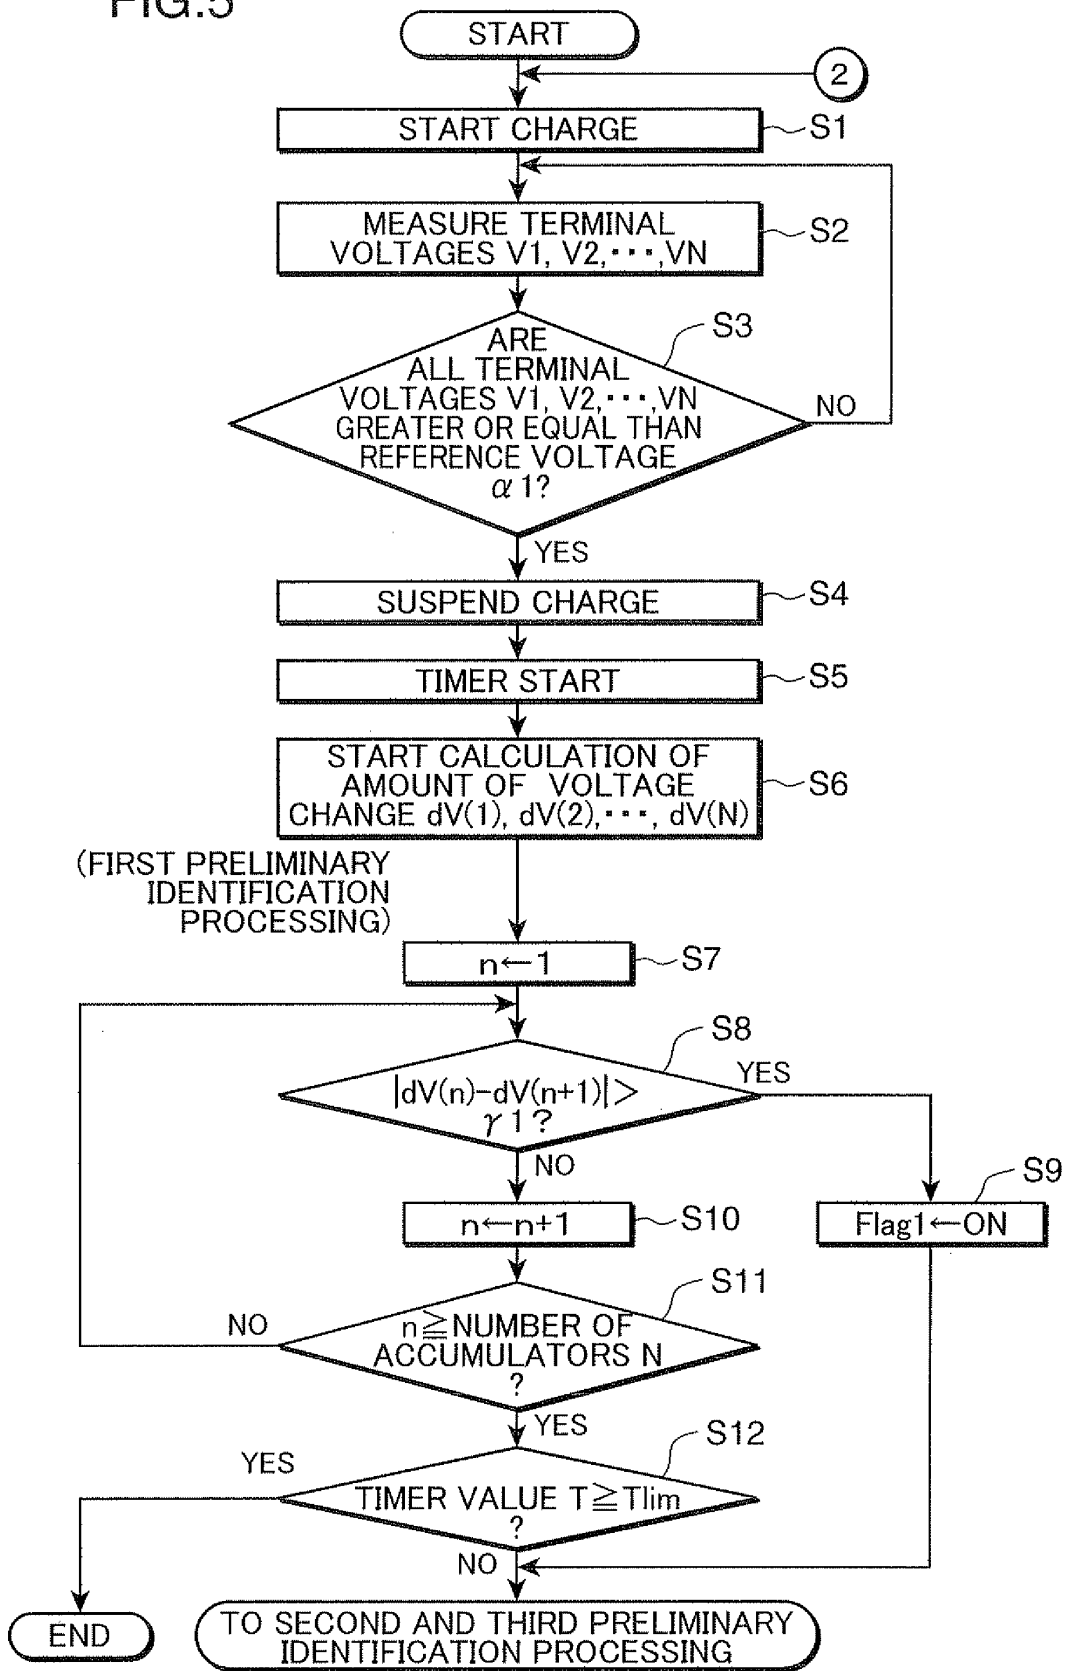 FIG.5
START
2
START CHARGE
S1
MEASURE TERMINAL
VOLTAGES V1, V2,･･･,VN
S2
S3
ARE
ALL TERMINAL
VOLTAGES V1, V2,･･･,VN
GREATER OR EQUAL THAN
REFERENCE VOLTAGE
α1?
NO
YES
SUSPEND CHARGE
S4
TIMER START
S5
START CALCULATION OF
AMOUNT OF VOLTAGE
CHANGE dV(1), dV(2),･･･, dV(N)
S6
(FIRST PRELIMINARY
IDENTIFICATION
PROCESSING)
n←1
S7
S8
|dV(n)-dV(n+1)|>
γ1?
YES
NO
S9
Flag1←ON
n←n+1
S10
S11
n≧NUMBER OF
ACCUMULATORS N
?
NO
YES
S12
TIMER VALUE T≧Tlim
?
YES
NO
END
TO SECOND AND THIRD PRELIMINARY
IDENTIFICATION PROCESSING